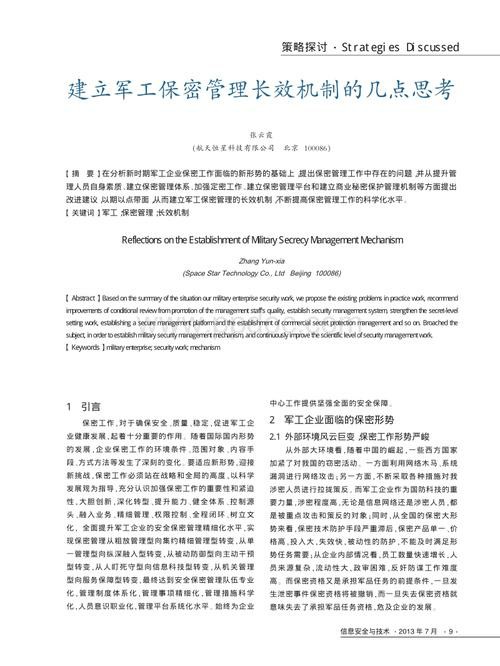 策略探讨·Strategies Discussed
建立军工保密管理长效机制的几点思考
张云霞
(航天恒星科技有限公司 北京 100086)
【摘 要】在分析新时期军工企业保密工作面临的新形势的基础上,提出保密管理工作中存在的问题,并从提升管
理人员自身素质、建立保密管理体系、加强定密工作、建立保密管理平台和建立商业秘密保护管理机制等方面提出
改进建议,以期以点带面,从而建立军工保密管理的长效机制,不断提高保密管理工作的科学化水平。
【关键词】军工;保密管理;长效机制
Reflections on the Establishment of Military Secrecy Management Mechanism
Zhang Yun-xia
(Space Star Technology Co., Ltd Beijing 100086)
【Abstract】Based on the summary of the situation our military enterprise security work, we propose the existing problems in practice work, recommend
improvements of conditional review from promotion of the management staff's quality, establish security management system, strengthen the secret-level
setting work, establishing a secure management platform and the establishment of commercial secret protection management and so on. Broached the
subject, in order to establish military security management mechanism, and continuously improve the scientific level of security management work.
【Keywords】military enterprise; security work; mechanism
1 引言
保密工作,对于确保安全、质量、稳定,促进军工企
业健康发展,起着十分重要的作用。随着国际国内形势
的发展,企业保密工作的环境条件、范围对象、内容手
段、方式方法等发生了深刻的变化。要适应新形势,迎接
新挑战,保密工作必须站在战略和全局的高度,以科学
发展观为指导,充分认识加强保密工作的重要性和紧迫
性,大胆创新,深化转型、提升能力,健全体系、控制源
头,融入业务、精细管理,权限控制、全程闭环、树立文
化, 全面提升军工企业的安全保密管理精细化水平,实
现保密管理从粗放管理型向集约精细管理型转变,从单
一管理型向纵深融入型转变,从被动防御型向主动干预
型转变,从人盯死守型向信息科技型转变,从机关管理
型向服务保障型转变,最终达到安全保密管理队伍专业
化、管理制度体系化、管理事项精细化、管理措施科学
化、人员意识职业化、管理平台系统化水平。始终为企业
中心工作提供坚强全面的安全保障。
2 军工企业面临的保密形势
2.1 外部环境风云巨变,保密工作形势严峻
从外部大环境看,随着中国的崛起,一些西方国家
加紧了对我国的窃密活动。一方面利用网络木马、系统
漏洞进行网络攻击;另一方面,不断采取各种措施对我
涉密人员进行拉拢策反。而军工企业作为国防科技的重
要力量,涉密程度高,无论是信息网络还是涉密人员,都
是被重点攻击和策反的对象;同时,从全国的保密大形
势来看,保密技术防护手段严重滞后,保密产品单一,价
格高,投入大,失效快,被动性的防护,不能及时满足形
势任务需要;从企业内部情况看,员工数量快速增长,人
员来源复杂,流动性大,政审困难,反奸防谍工作难度
高。而保密资格又是承担军品任务的前提条件,一旦发
生泄密事件保密资格将被撤销,而一旦失去保密资格就
意味失去了承担军品任务资格,危及企业的发展。
信息安全与技术·2013年7月·9·